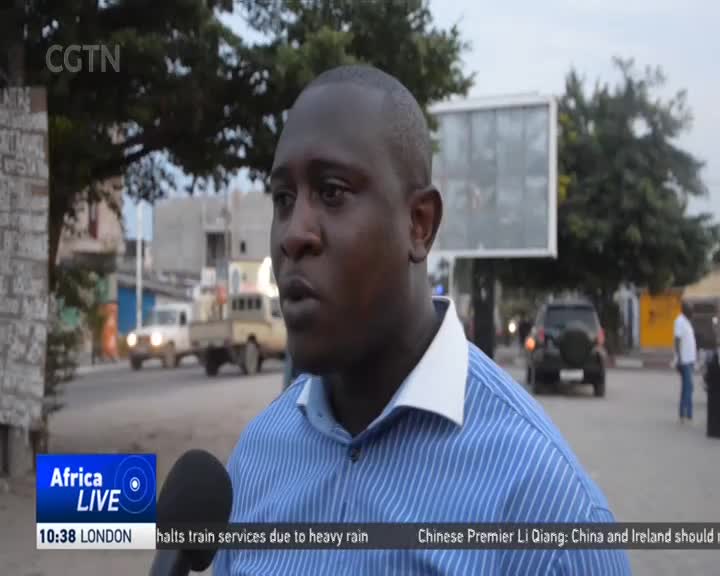 CGTN
Africa
LIVE
10:38 LONDON
halts train services due to heavy rain Chinese Premier Li Qiang: China and Ireland should